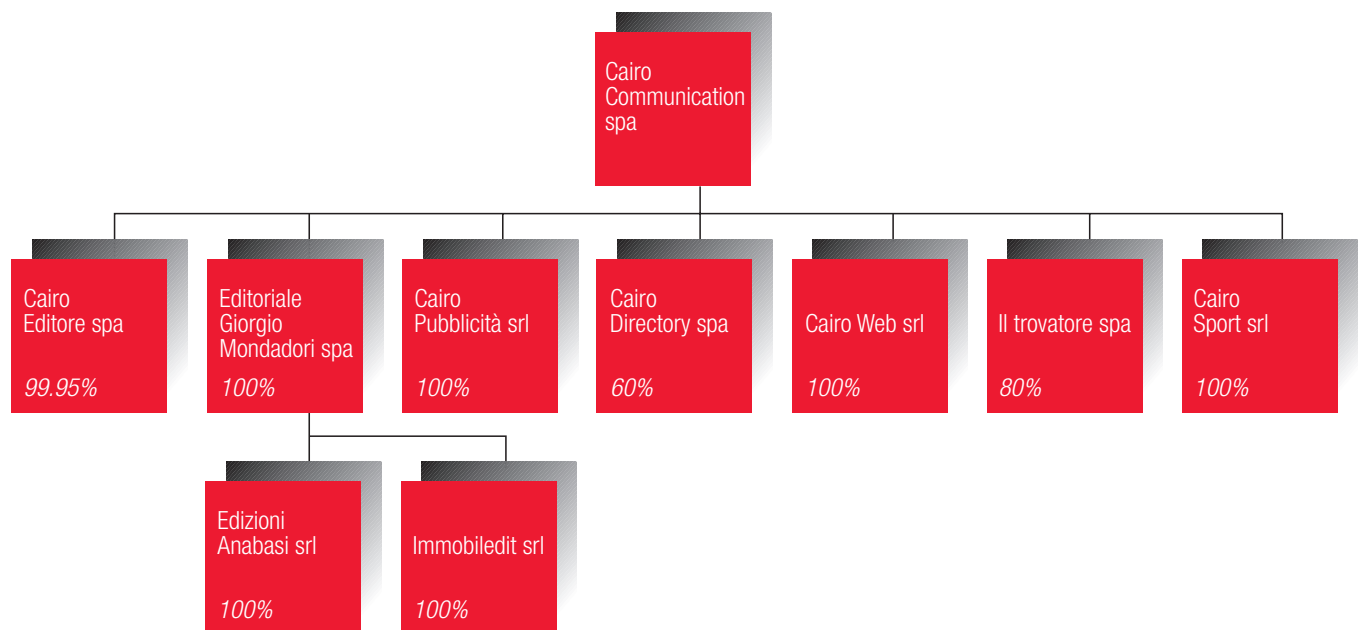 Cairo
Communication
spa
Cairo
Editore spa
99.95%
Editoriale
Giorgio
Mondadori spa
100%
Cairo
Pubblicità srl
100%
Cairo
Directory spa
60%
Cairo Web srl
100%
Il trovatore spa
80%
Cairo
Sport srl
100%
Edizioni
Anabasi srl
100%
Immobiledit srl
100%